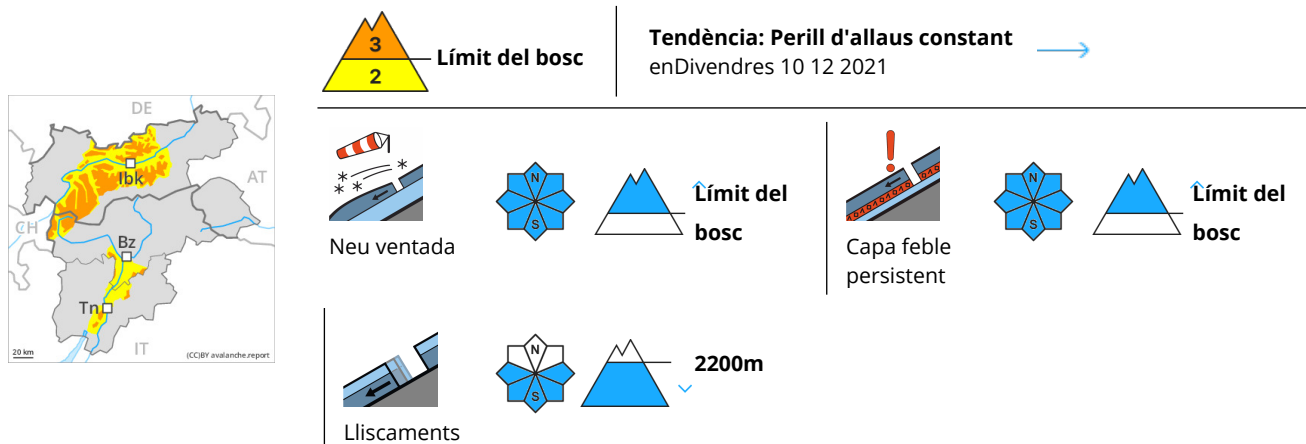 3
2
Límit del bosc
Tendència: Perill d'allaus constant
enDivendres 10 12 2021
DE
AT
CH
IT
Ibk
Bz
Tn
20 km
(CC)BY avalanche.report
N
S
Límit del
bosc
Neu ventada
N
S
Límit del
bosc
Capa feble
persistent
N
S
2200m
Lliscaments